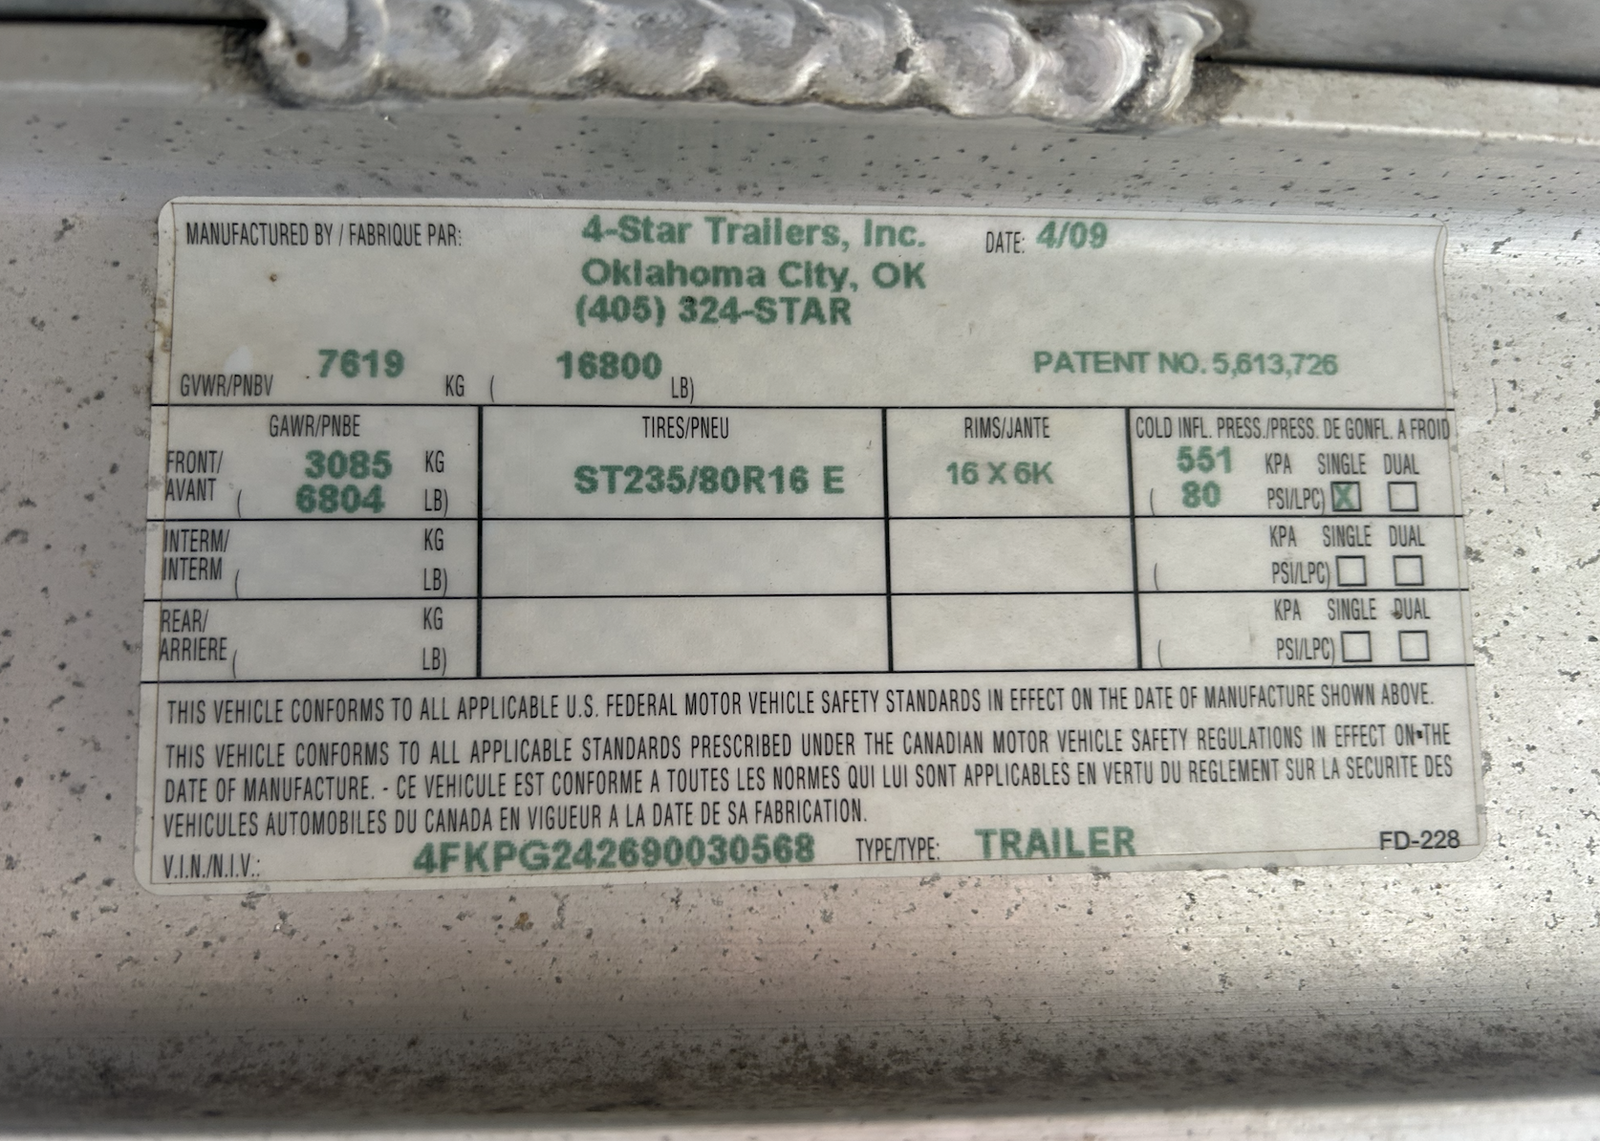 MANUFACTURED BY / FABRIQUE PAR: 4-Star Trailers, Inc. DATE: 4/09
Oklahoma City, OK
(405) 324-STAR
GVWR/PNBV 7619 KG ( 16800 LB) PATENT NO. 5,613,726
GAWR/PNBE TIRES/PNEU RIMS/JANTE COLD INFL. PRESS./PRESS. DE GONFL. A FROID
FRONT/ 3085 KG ST235/80R16 E 16 X 6K 551 KPA SINGLE DUAL
AVANT ( 6804 LB) ( 80 PSI/LPC) X
INTERM/ KG KPA SINGLE DUAL
INTERM ( LB) ( PSI/LPC)
REAR/ KG KPA SINGLE DUAL
ARRIERE ( LB) ( PSI/LPC)
THIS VEHICLE CONFORMS TO ALL APPLICABLE U.S. FEDERAL MOTOR VEHICLE SAFETY STANDARDS IN EFFECT ON THE DATE OF MANUFACTURE SHOWN ABOVE.
THIS VEHICLE CONFORMS TO ALL APPLICABLE STANDARDS PRESCRIBED UNDER THE CANADIAN MOTOR VEHICLE SAFETY REGULATIONS IN EFFECT ON THE
DATE OF MANUFACTURE. - CE VEHICULE EST CONFORME A TOUTES LES NORMES QUI LUI SONT APPLICABLES EN VERTU DU REGLEMENT SUR LA SECURITE DES
VEHICULES AUTOMOBILES DU CANADA EN VIGUEUR A LA DATE DE SA FABRICATION.
V.I.N./N.I.V.: 4FKPG242690030568 TYPE/TYPE: TRAILER FD-228